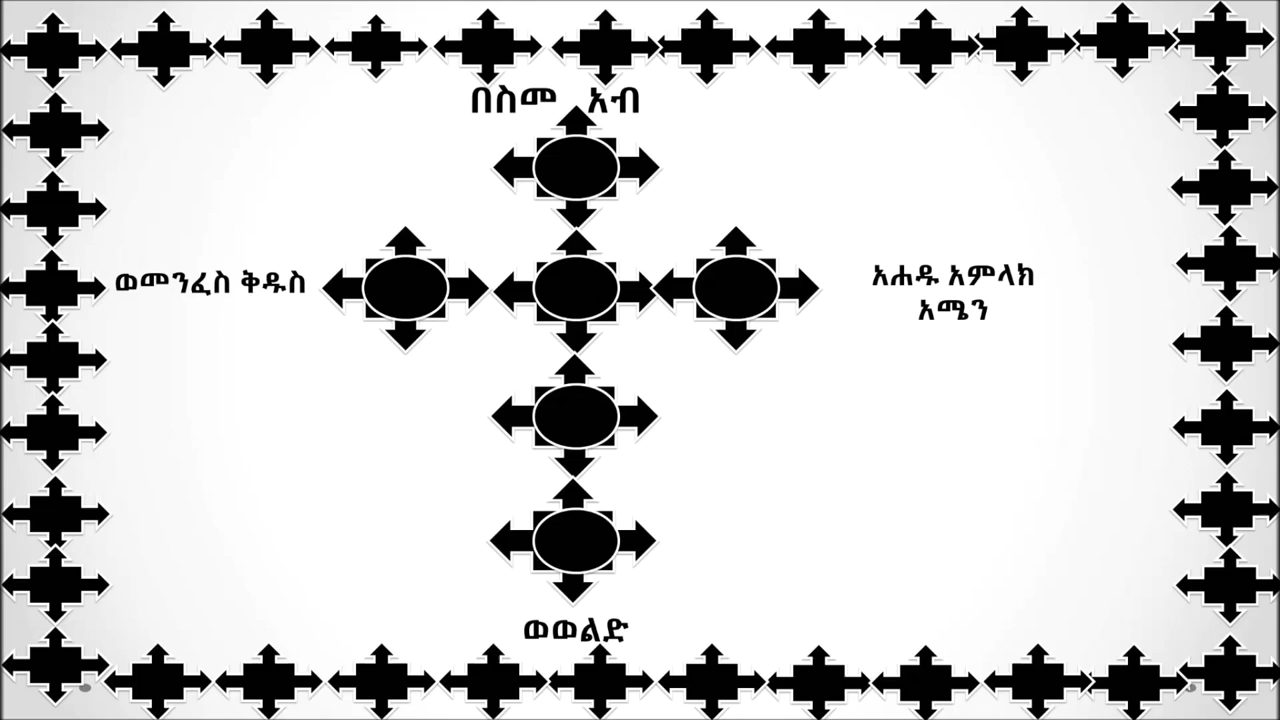 በስመ አብ
ወመንፈስ ቅዱስ
አሐዱ አምላክ
አሜን
ወወልድ